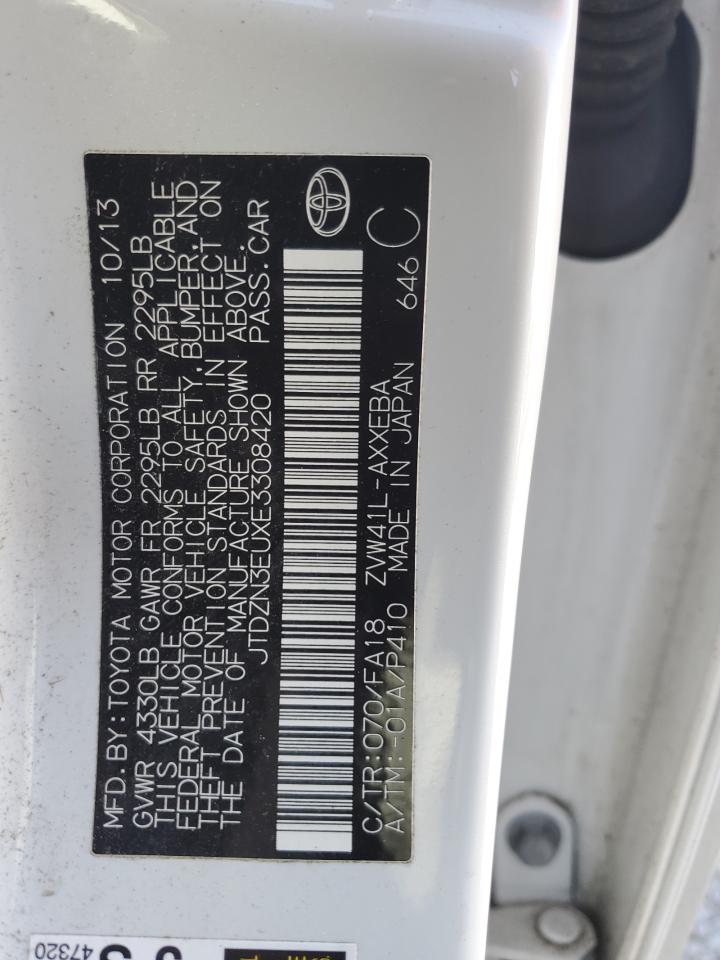 MFD. BY: TOYOTA MOTOR CORPORATION 10/13
GVWR 4330LB GAWR FR 2295LB RR 2295LB
THIS VEHICLE CONFORMS TO ALL APPLICABLE
FEDERAL MOTOR VEHICLE SAFETY, BUMPER, AND
THEFT PREVENTION STANDARDS IN EFFECT ON
THE DATE OF MANUFACTURE SHOWN ABOVE.
JTDZN3EUXE3308420 PASS. CAR
C/TR: 070/FA18 ZVW41L-AXXEBA
A/TM: -01A/P410 MADE IN JAPAN 646 C
47320